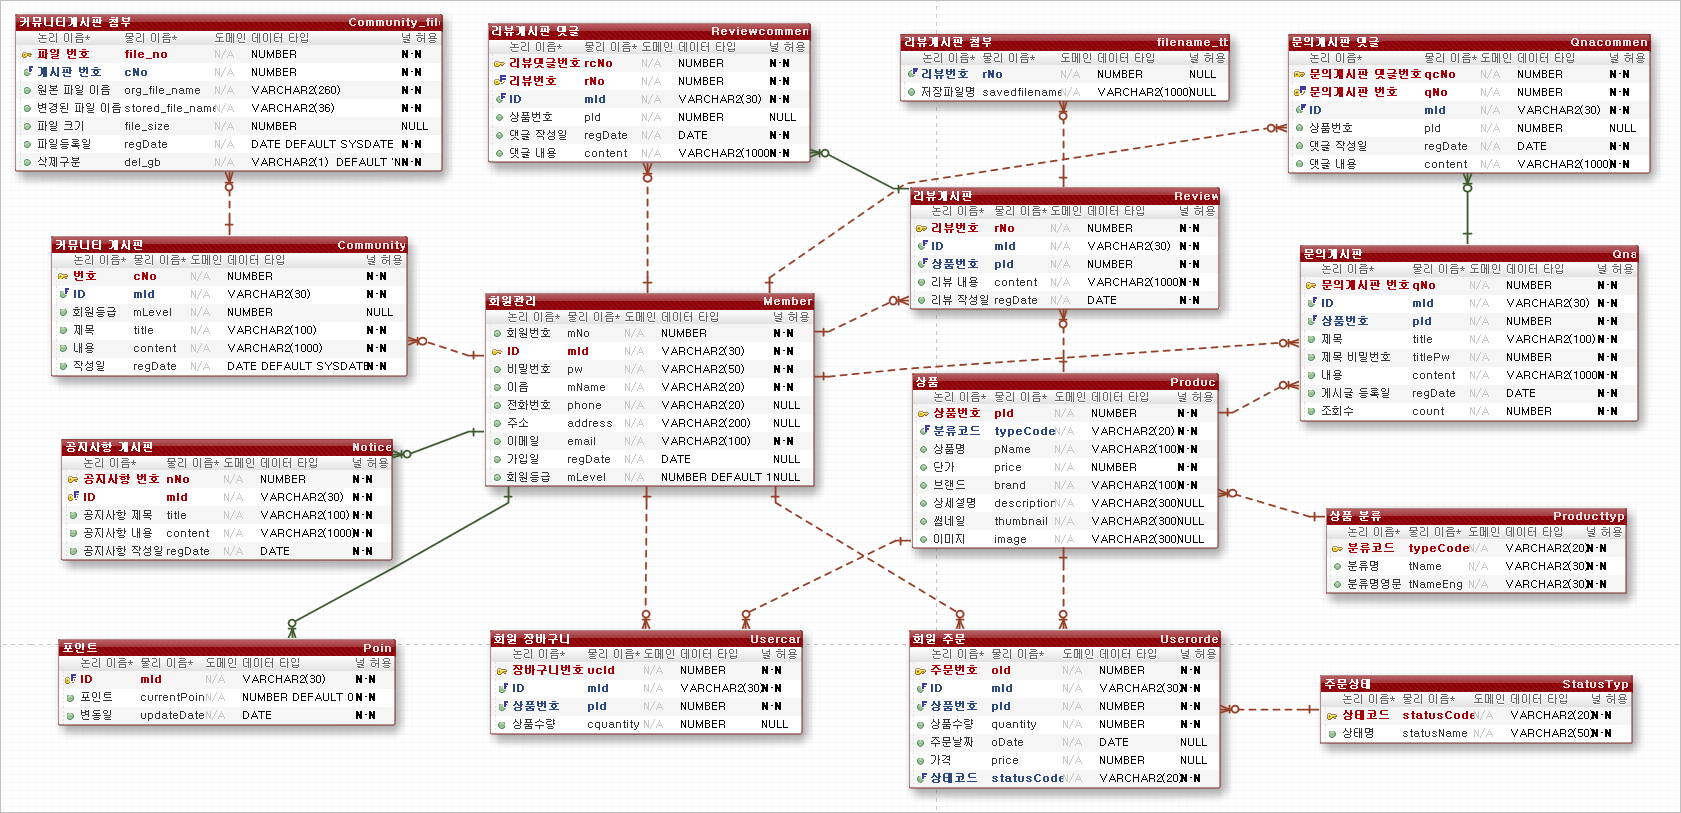 커뮤니티게시판 첨부 Community_fil
논리 이름* 물리 이름* 도메인 데이터 타입 널 허용
파일 번호 file_no N/A NUMBER N-N
게시판 번호 cNo N/A NUMBER N-N
원본 파일 이름 org_file_name N/A VARCHAR2(260) N-N
변경된 파일 이름 stored_file_name N/A VARCHAR2(36) N-N
파일 크기 file_size N/A NUMBER NULL
파일등록일 regDate N/A DATE DEFAULT SYSDATE N-N
삭제구분 del_gb N/A VARCHAR2(1) DEFAULT 'N N-N
리뷰게시판 댓글 Reviewcommen
논리 이름* 물리 이름* 도메인 데이터 타입 널 허용
리뷰댓글번호 rcNo N/A NUMBER N-N
리뷰번호 rNo N/A NUMBER N-N
ID mId N/A VARCHAR2(30) N-N
상품번호 pId N/A NUMBER NULL
댓글 작성일 regDate N/A DATE N-N
댓글 내용 content N/A VARCHAR2(1000 N-N
리뷰게시판 첨부 filename_tt
논리 이름* 물리 이름* 도메인 데이터 타입 널 허용
리뷰번호 rNo N/A NUMBER NULL
저장파일명 savedfilename N/A VARCHAR2(1000) NULL
문의게시판 댓글 Qnacommen
논리 이름* 물리 이름* 도메인 데이터 타입 널 허용
문의게시판 댓글번호 qcNo N/A NUMBER N-N
문의게시판 번호 qNo N/A NUMBER N-N
ID mId N/A VARCHAR2(30) N-N
상품번호 pId N/A NUMBER NULL
댓글 작성일 regDate N/A DATE N-N
댓글 내용 content N/A VARCHAR2(1000) N-N
커뮤니티 게시판 Community
논리 이름* 물리 이름* 도메인 데이터 타입 널 허용
번호 cNo N/A NUMBER N-N
ID mId N/A VARCHAR2(30) N-N
회원등급 mLevel N/A NUMBER NULL
제목 title N/A VARCHAR2(100) N-N
내용 content N/A VARCHAR2(1000) N-N
작성일 regDate N/A DATE DEFAULT SYSDATE N-N
리뷰게시판 Review
논리 이름* 물리 이름* 도메인 데이터 타입 널 허용
리뷰번호 rNo N/A NUMBER N-N
ID mId N/A VARCHAR2(30) N-N
상품번호 pId N/A NUMBER N-N
리뷰 내용 content N/A VARCHAR2(1000 N-N
리뷰 작성일 regDate N/A DATE N-N
문의게시판 Qna
논리 이름* 물리 이름* 도메인 데이터 타입 널 허용
문의게시판 번호 qNo N/A NUMBER N-N
ID mId N/A VARCHAR2(30) N-N
상품번호 pId N/A NUMBER N-N
제목 title N/A VARCHAR2(100) N-N
제목 비밀번호 titlePw N/A NUMBER N-N
내용 content N/A VARCHAR2(1000 N-N
게시글 등록일 regDate N/A DATE N-N
조회수 count N/A NUMBER N-N
회원관리 Member
논리 이름* 물리 이름* 도메인 데이터 타입 널 허용
회원번호 mNo N/A NUMBER N-N
ID mId N/A VARCHAR2(30) N-N
비밀번호 pw N/A VARCHAR2(50) N-N
이름 mName N/A VARCHAR2(20) N-N
전화번호 phone N/A VARCHAR2(20) NULL
주소 address N/A VARCHAR2(200) NULL
이메일 email N/A VARCHAR2(100) N-N
가입일 regDate N/A DATE NULL
회원등급 mLevel N/A NUMBER DEFAULT 1 NULL
상품 Produc
논리 이름* 물리 이름* 도메인 데이터 타입 널 허용
상품번호 pId N/A NUMBER N-N
분류코드 typeCode N/A VARCHAR2(20) N-N
상품명 pName N/A VARCHAR2(100) N-N
단가 price N/A NUMBER N-N
브랜드 brand N/A VARCHAR2(100) N-N
상세설명 description N/A VARCHAR2(300) NULL
썸네일 thumbnail N/A VARCHAR2(300) NULL
이미지 image N/A VARCHAR2(300) NULL
공지사항 게시판 Notice
논리 이름* 물리 이름* 도메인 데이터 타입 널 허용
공지사항 번호 nNo N/A NUMBER N-N
ID mId N/A VARCHAR2(30) N-N
공지사항 제목 title N/A VARCHAR2(100) N-N
공지사항 내용 content N/A VARCHAR2(1000) N-N
공지사항 작성일 regDate N/A DATE N-N
상품 분류 Producttyp
논리 이름* 물리 이름* 도메인 데이터 타입 널 허용
분류코드 typeCode N/A VARCHAR2(20) N-N
분류명 tName N/A VARCHAR2(30) N-N
분류명영문 tNameEng N/A VARCHAR2(30) N-N
포인트 Poin
논리 이름* 물리 이름* 도메인 데이터 타입 널 허용
ID mId N/A VARCHAR2(30) N-N
포인트 currentPoin N/A NUMBER DEFAULT 0 N-N
변동일 updateDate N/A DATE N-N
회원 장바구니 Usercar
논리 이름* 물리 이름* 도메인 데이터 타입 널 허용
장바구니번호 ucId N/A NUMBER N-N
ID mId N/A VARCHAR2(30) N-N
상품번호 pId N/A NUMBER N-N
상품수량 cquantity N/A NUMBER NULL
회원 주문 Userorde
논리 이름* 물리 이름* 도메인 데이터 타입 널 허용
주문번호 oId N/A NUMBER N-N
ID mId N/A VARCHAR2(30) N-N
상품번호 pId N/A NUMBER N-N
상품수량 quantity N/A NUMBER N-N
주문날짜 oDate N/A DATE NULL
가격 price N/A NUMBER NULL
상태코드 statusCode N/A VARCHAR2(20) N-N
주문상태 StatusTyp
논리 이름* 물리 이름* 도메인 데이터 타입 널 허용
상태코드 statusCode N/A VARCHAR2(20) N-N
상태명 statusName N/A VARCHAR2(50) N-N